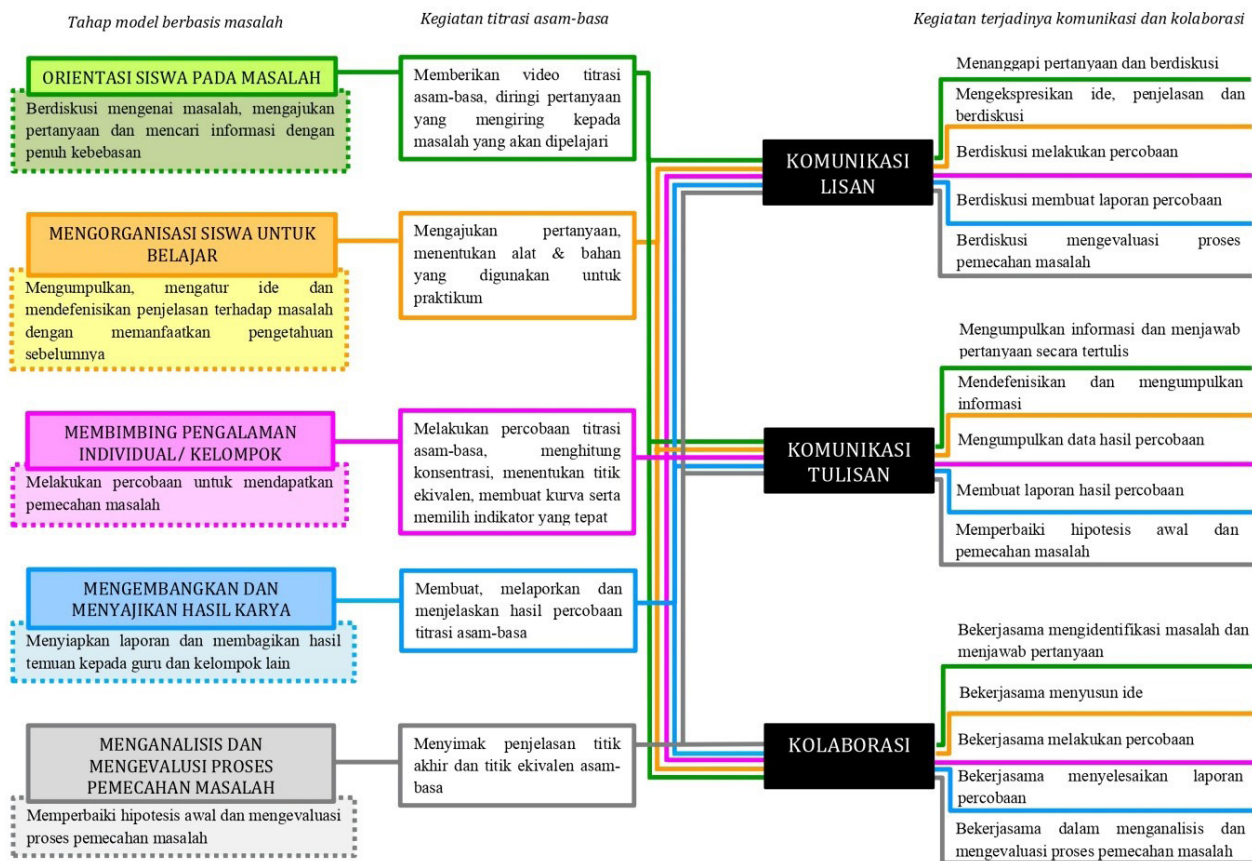 Tahap model berbasis masalah
Kegiatan titrasi asam-basa
Kegiatan terjadinya komunikasi dan kolaborasi
ORIENTASI SISWA PADA MASALAH
Berdiskusi mengenai masalah, mengajukan
pertanyaan dan mencari informasi dengan
penuh kebebasan
Memberikan video titrasi
asam-basa, diringi pertanyaan
yang mengiring kepada
masalah yang akan dipelajari
MENGORGANISASI SISWA UNTUK
BELAJAR
Mengumpulkan, mengatur ide dan
mendefenisikan penjelasan terhadap masalah
dengan memanfaatkan pengetahuan
sebelumnya
Mengajukan pertanyaan,
menentukan alat & bahan
yang digunakan untuk
praktikum
MEMBIMBING PENGALAMAN
INDIVIDUAL/ KELOMPOK
Melakukan percobaan untuk mendapatkan
pemecahan masalah
Melakukan percobaan titrasi
asam-basa, menghitung
konsentrasi, menentukan titik
ekivalen, membuat kurva serta
memilih indikator yang tepat
MENGEMBANGKAN DAN
MENYAJIKAN HASIL KARYA
Menyiapkan laporan dan membagikan hasil
temuan kepada guru dan kelompok lain
Membuat, melaporkan dan
menjelaskan hasil percobaan
titrasi asam-basa
MENGANALISIS DAN
MENGEVALUSI PROSES
PEMECAHAN MASALAH
Memperbaiki hipotesis awal dan mengevaluasi
proses pemecahan masalah
Menyimak penjelasan titik
akhir dan titik ekivalen asam-
basa
KOMUNIKASI
LISAN
Menanggapi pertanyaan dan berdiskusi
Mengekspresikan ide, penjelasan dan
berdiskusi
Berdiskusi melakukan percobaan
Berdiskusi membuat laporan percobaan
Berdiskusi mengevaluasi proses
pemecahan masalah
KOMUNIKASI
TULISAN
Mengumpulkan informasi dan menjawab
pertanyaan secara tertulis
Mendefenisikan dan mengumpulkan
informasi
Mengumpulkan data hasil percobaan
Membuat laporan hasil percobaan
Memperbaiki hipotesis awal dan
pemecahan masalah
KOLABORASI
Bekerjasama mengidentifikasi masalah dan
menjawab pertanyaan
Bekerjasama menyusun ide
Bekerjasama melakukan percobaan
Bekerjasama menyelesaikan laporan
percobaan
Bekerjasama dalam menganalisis dan
mengevaluasi proses pemecahan masalah